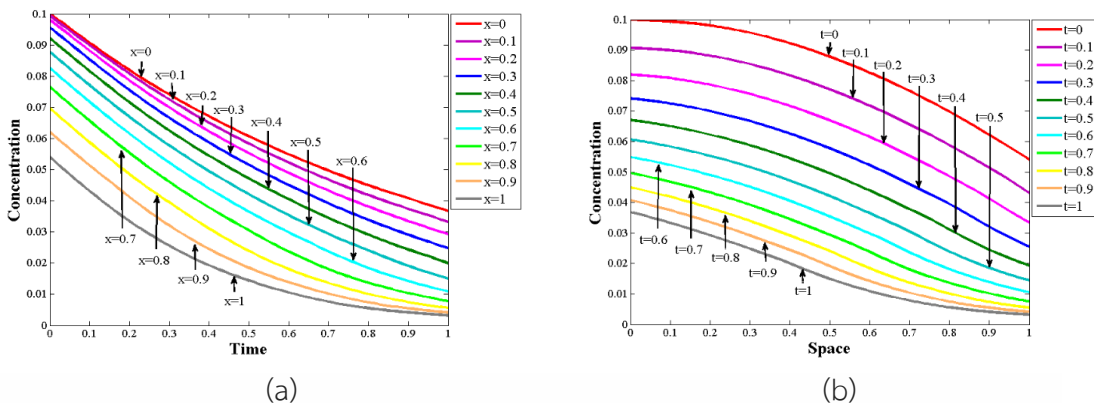 0.1
0.09
0.08
0.07
0.06
0.05
0.04
0.03
0.02
0.01
0
Concentration
0 0.1 0.2 0.3 0.4 0.5 0.6 0.7 0.8 0.9 1
Time
x=0
x=0.1
x=0.2
x=0.3
x=0.4
x=0.5
x=0.6
x=0.7
x=0.8
x=0.9
x=1
x=0
x=0.1
x=0.2
x=0.3
x=0.4
x=0.5
x=0.6
x=0.7
x=0.8
x=0.9
x=1
(a)
0.1
0.09
0.08
0.07
0.06
0.05
0.04
0.03
0.02
0.01
0
Concentration
0 0.1 0.2 0.3 0.4 0.5 0.6 0.7 0.8 0.9 1
Space
t=0
t=0.1
t=0.2
t=0.3
t=0.4
t=0.5
t=0.6
t=0.7
t=0.8
t=0.9
t=1
t=0
t=0.1
t=0.2
t=0.3
t=0.4
t=0.5
t=0.6
t=0.7
t=0.8
t=0.9
t=1
(b)